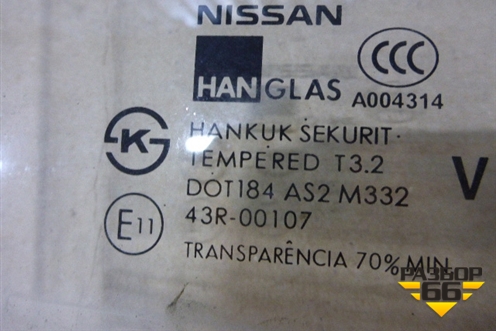 NISSAN
HANGLAS
CCC
A004314
K S
HANKUK SEKURIT
TEMPERED T3.2
V
DOT184 AS2 M332
E11
43R-00107
TRANSPARÊNCIA 70% MIN
РАЗБОР
66